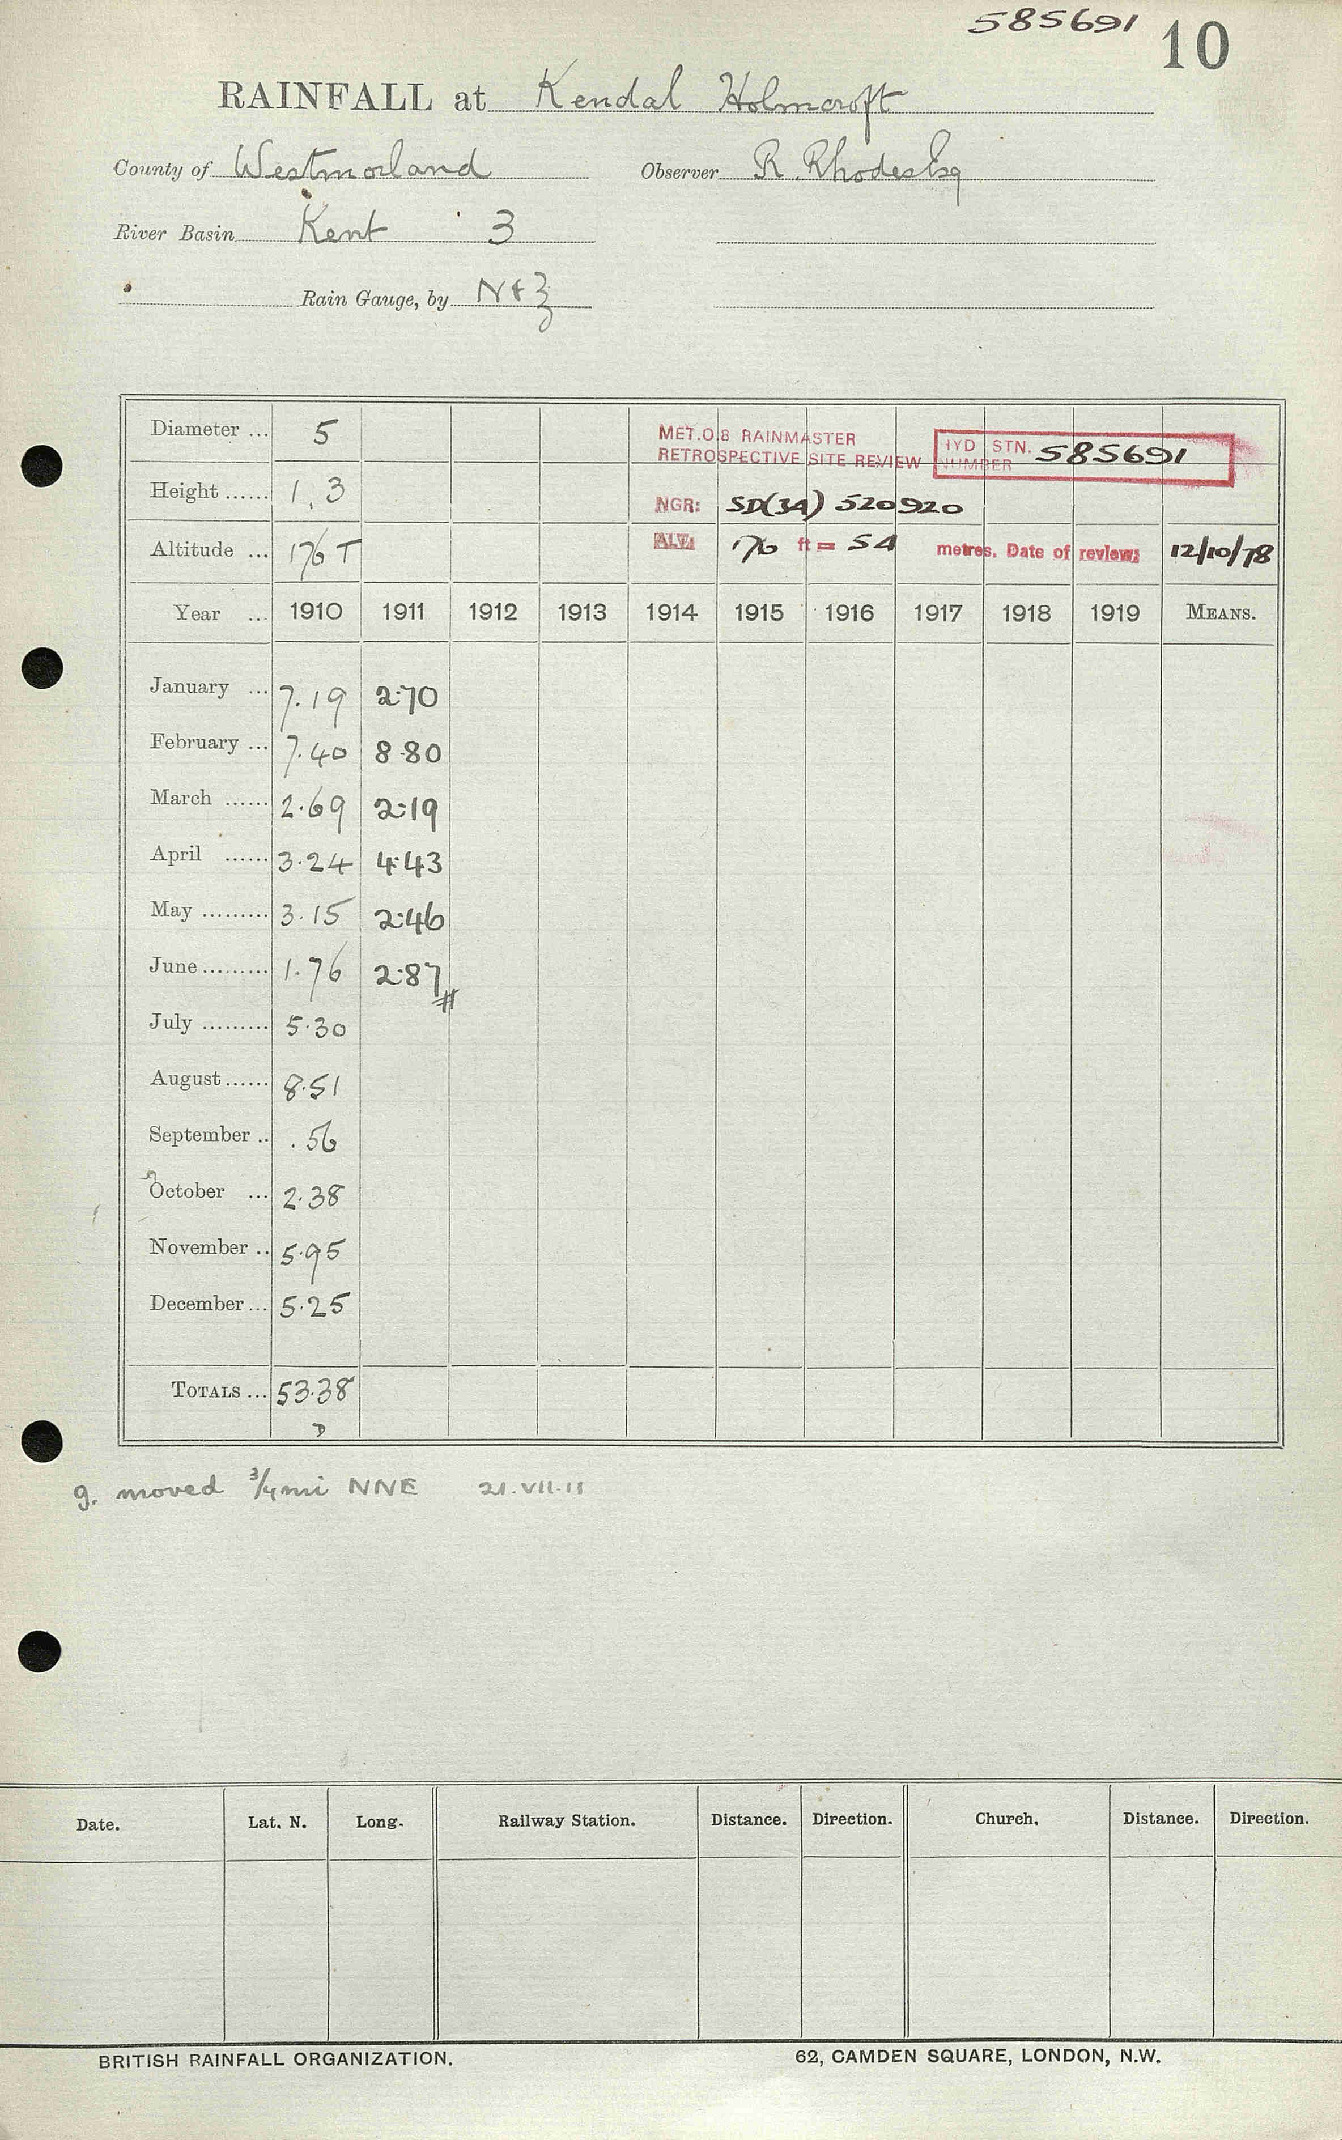 585691 10
RAINFALL at Kendal Holmcroft
County of Westmorland Observer R. Rhodes Esq
River Basin Kent 3
Rain Gauge, by N & Z
Diameter ... 5
MET.O.8 RAINMASTER
RETROSPECTIVE SITE REVIEW
HYD STN. NUMBER 585691
Height ...... 1.3
NGR: SD(34) 520920
Altitude ... 176 T
ALT: 176 ft = 54 metres. Date of review: 12/10/78
Year ... 1910 1911 1912 1913 1914 1915 1916 1917 1918 1919 MEANS.
January ... 7.19 2.70
February ... 7.40 8.80
March ...... 2.69 2.19
April ...... 3.24 4.43
May ......... 3.15 2.46
June ......... 1.76 2.87
July ......... 5.30
August ...... 8.51
September .. .56
October ... 2.38
November .. 5.95
December ... 5.25
TOTALS ... 53.38
D
g. moved 3/4 mi NNE 21.VII.11
Date. Lat. N. Long. Railway Station. Distance. Direction. Church. Distance. Direction.
BRITISH RAINFALL ORGANIZATION. 62, CAMDEN SQUARE, LONDON, N.W.